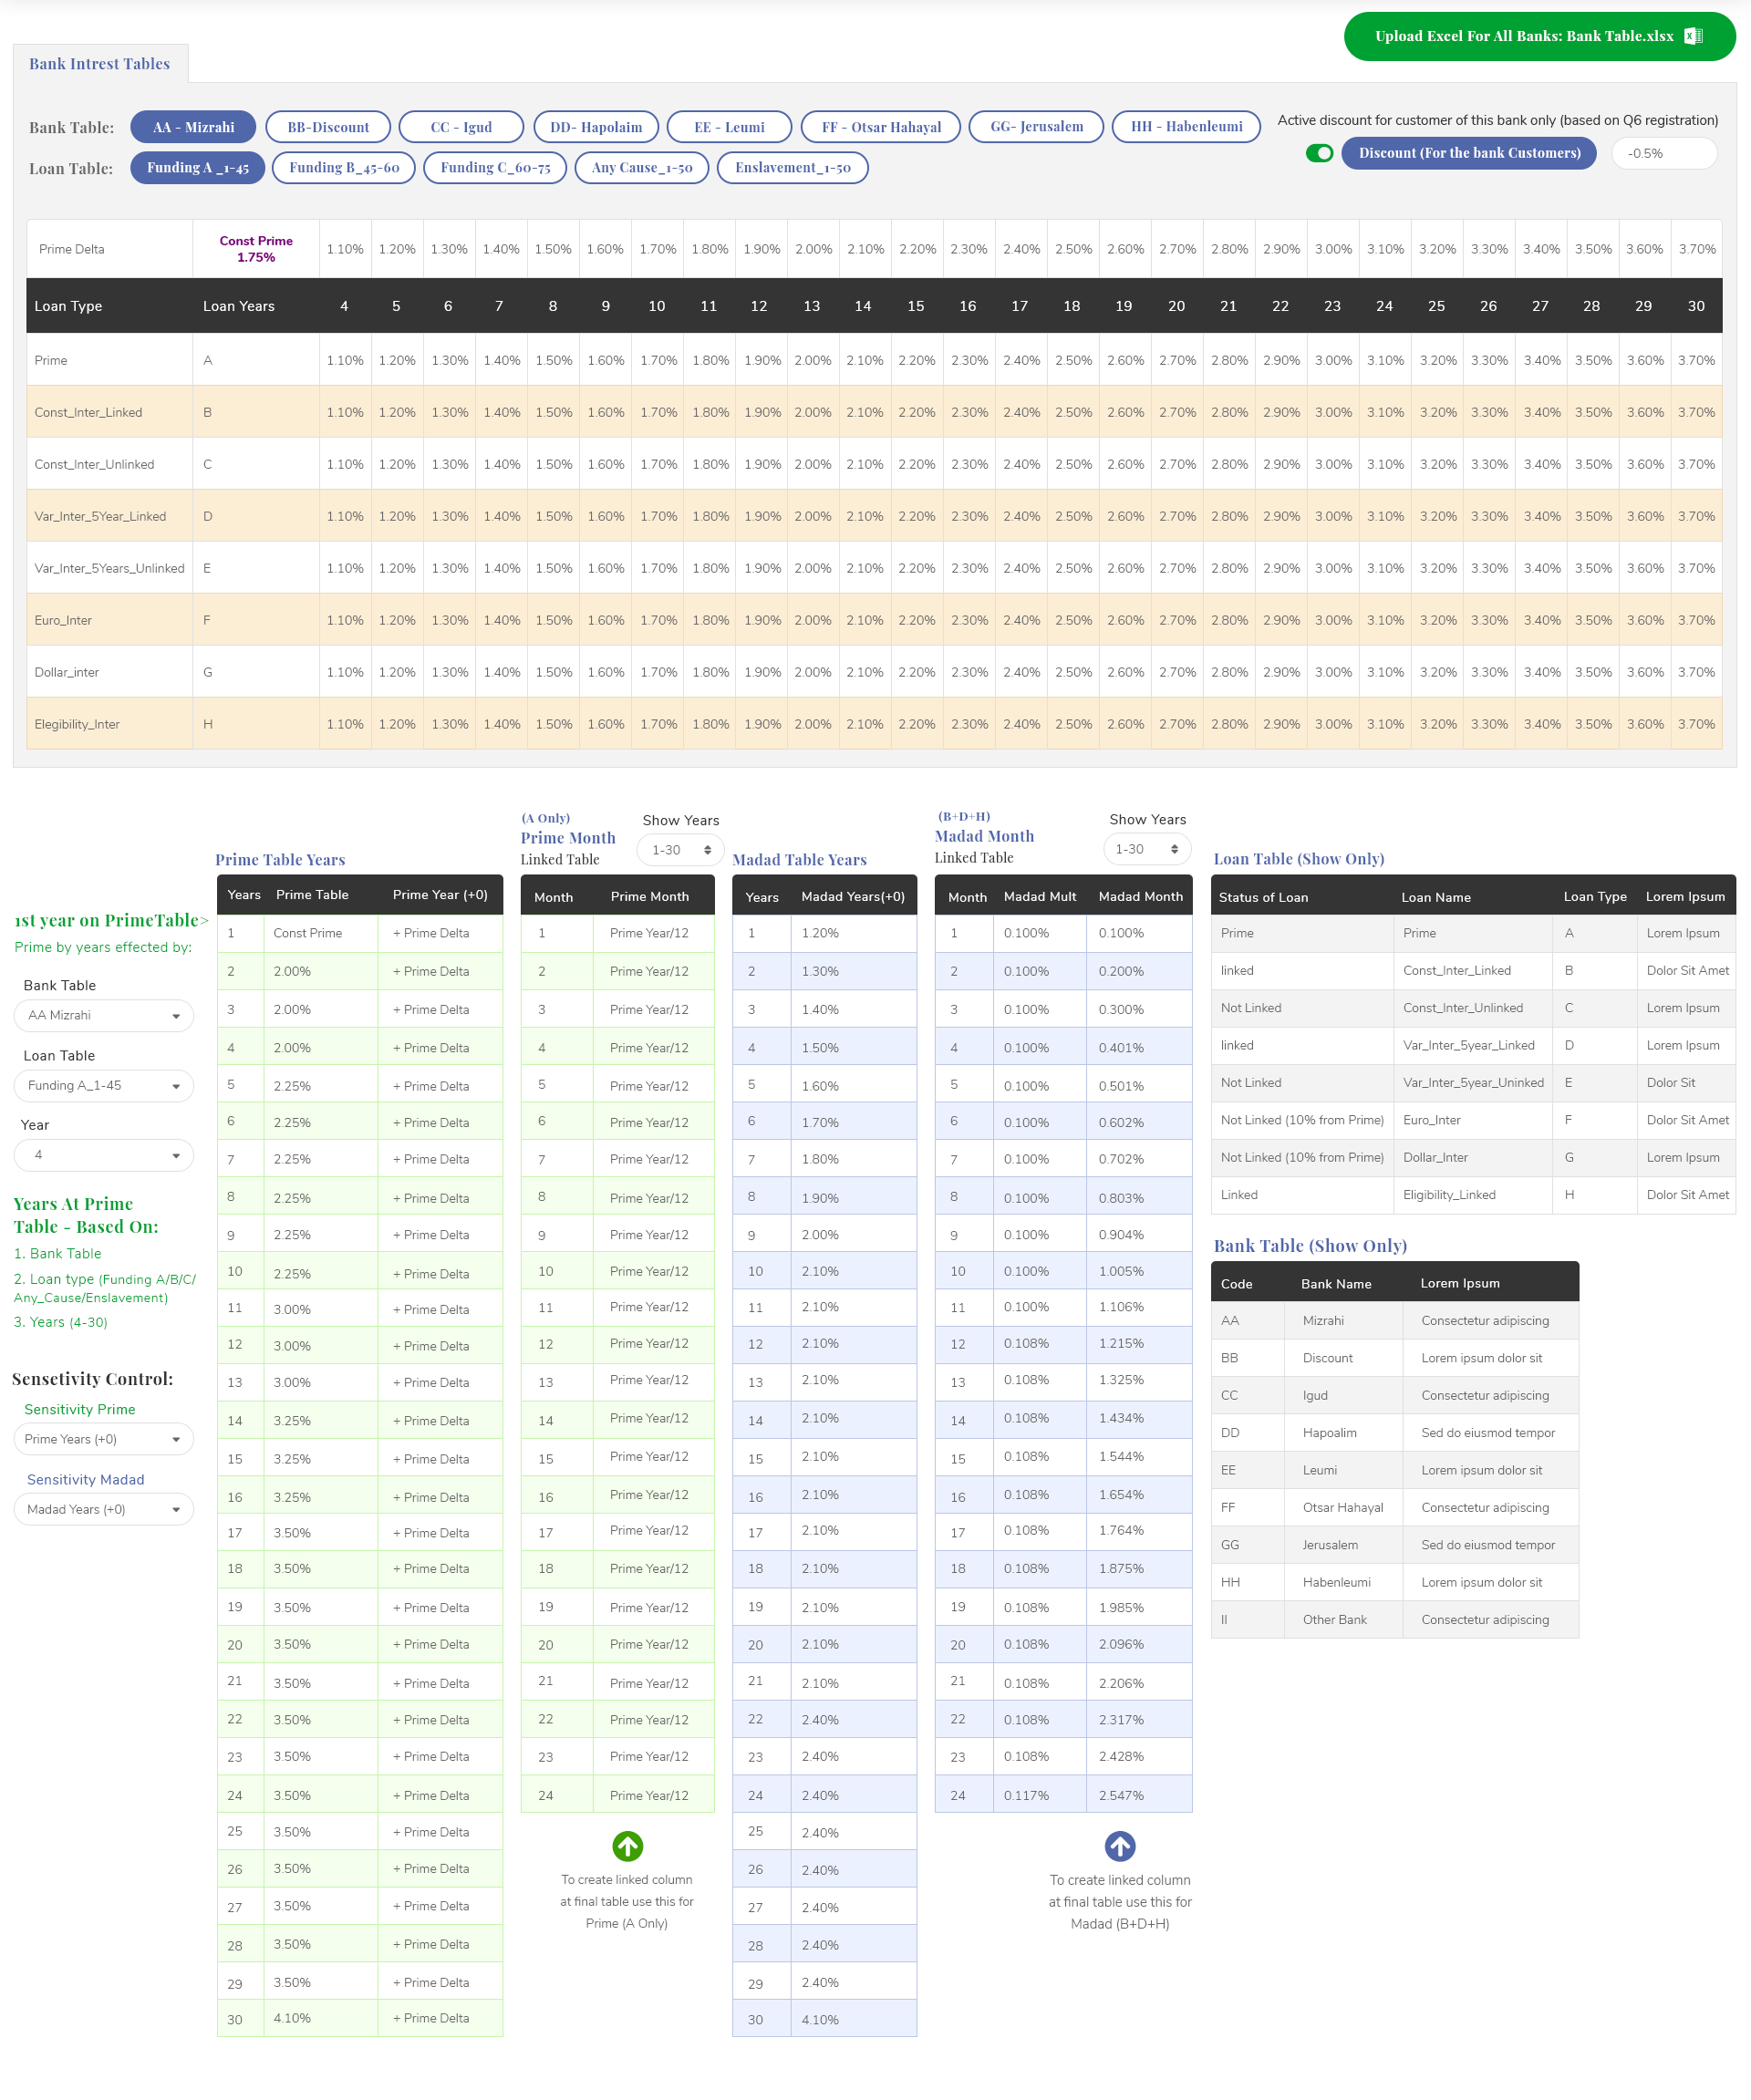 Upload Excel For All Banks: Bank Table.xlsx
Bank Intrest Tables
Bank Table: AA - Mizrahi BB-Discount CC - Igud DD- Hapolaim EE - Leumi FF - Otsar Hahayal GG- Jerusalem HH - Habenleumi
Active discount for customer of this bank only (based on Q6 registration)
Discount (For the bank Customers) -0.5%
Loan Table: Funding A _1-45 Funding B_45-60 Funding C_60-75 Any Cause_1-50 Enslavement_1-50
Prime Delta Const Prime 1.75% 1.10% 1.20% 1.30% 1.40% 1.50% 1.60% 1.70% 1.80% 1.90% 2.00% 2.10% 2.20% 2.30% 2.40% 2.50% 2.60% 2.70% 2.80% 2.90% 3.00% 3.10% 3.20% 3.30% 3.40% 3.50% 3.60% 3.70%
Loan Type Loan Years 4 5 6 7 8 9 10 11 12 13 14 15 16 17 18 19 20 21 22 23 24 25 26 27 28 29 30
Prime A 1.10% 1.20% 1.30% 1.40% 1.50% 1.60% 1.70% 1.80% 1.90% 2.00% 2.10% 2.20% 2.30% 2.40% 2.50% 2.60% 2.70% 2.80% 2.90% 3.00% 3.10% 3.20% 3.30% 3.40% 3.50% 3.60% 3.70%
Const_Inter_Linked B 1.10% 1.20% 1.30% 1.40% 1.50% 1.60% 1.70% 1.80% 1.90% 2.00% 2.10% 2.20% 2.30% 2.40% 2.50% 2.60% 2.70% 2.80% 2.90% 3.00% 3.10% 3.20% 3.30% 3.40% 3.50% 3.60% 3.70%
Const_Inter_Unlinked C 1.10% 1.20% 1.30% 1.40% 1.50% 1.60% 1.70% 1.80% 1.90% 2.00% 2.10% 2.20% 2.30% 2.40% 2.50% 2.60% 2.70% 2.80% 2.90% 3.00% 3.10% 3.20% 3.30% 3.40% 3.50% 3.60% 3.70%
Var_Inter_5Year_Linked D 1.10% 1.20% 1.30% 1.40% 1.50% 1.60% 1.70% 1.80% 1.90% 2.00% 2.10% 2.20% 2.30% 2.40% 2.50% 2.60% 2.70% 2.80% 2.90% 3.00% 3.10% 3.20% 3.30% 3.40% 3.50% 3.60% 3.70%
Var_Inter_5Years_Unlinked E 1.10% 1.20% 1.30% 1.40% 1.50% 1.60% 1.70% 1.80% 1.90% 2.00% 2.10% 2.20% 2.30% 2.40% 2.50% 2.60% 2.70% 2.80% 2.90% 3.00% 3.10% 3.20% 3.30% 3.40% 3.50% 3.60% 3.70%
Euro_Inter F 1.10% 1.20% 1.30% 1.40% 1.50% 1.60% 1.70% 1.80% 1.90% 2.00% 2.10% 2.20% 2.30% 2.40% 2.50% 2.60% 2.70% 2.80% 2.90% 3.00% 3.10% 3.20% 3.30% 3.40% 3.50% 3.60% 3.70%
Dollar_inter G 1.10% 1.20% 1.30% 1.40% 1.50% 1.60% 1.70% 1.80% 1.90% 2.00% 2.10% 2.20% 2.30% 2.40% 2.50% 2.60% 2.70% 2.80% 2.90% 3.00% 3.10% 3.20% 3.30% 3.40% 3.50% 3.60% 3.70%
Elegibility_Inter H 1.10% 1.20% 1.30% 1.40% 1.50% 1.60% 1.70% 1.80% 1.90% 2.00% 2.10% 2.20% 2.30% 2.40% 2.50% 2.60% 2.70% 2.80% 2.90% 3.00% 3.10% 3.20% 3.30% 3.40% 3.50% 3.60% 3.70%
1st year on PrimeTable>
Prime by years effected by:
Bank Table
AA Mizrahi
Loan Table
Funding A_1-45
Year
4
Years At Prime
Table - Based On:
1. Bank Table
2. Loan type (Funding A/B/C/
Any_Cause/Enslavement)
3. Years (4-30)
Sensetivity Control:
Sensitivity Prime
Prime Years (+0)
Sensitivity Madad
Madad Years (+0)
Prime Table Years
Years Prime Table Prime Year (+0)
1 Const Prime + Prime Delta
2 2.00% + Prime Delta
3 2.00% + Prime Delta
4 2.00% + Prime Delta
5 2.25% + Prime Delta
6 2.25% + Prime Delta
7 2.25% + Prime Delta
8 2.25% + Prime Delta
9 2.25% + Prime Delta
10 2.25% + Prime Delta
11 3.00% + Prime Delta
12 3.00% + Prime Delta
13 3.00% + Prime Delta
14 3.25% + Prime Delta
15 3.25% + Prime Delta
16 3.25% + Prime Delta
17 3.50% + Prime Delta
18 3.50% + Prime Delta
19 3.50% + Prime Delta
20 3.50% + Prime Delta
21 3.50% + Prime Delta
22 3.50% + Prime Delta
23 3.50% + Prime Delta
24 3.50% + Prime Delta
25 3.50% + Prime Delta
26 3.50% + Prime Delta
27 3.50% + Prime Delta
28 3.50% + Prime Delta
29 3.50% + Prime Delta
30 4.10% + Prime Delta
(A Only)
Prime Month
Linked Table
Show Years
1-30
Month Prime Month
1 Prime Year/12
2 Prime Year/12
3 Prime Year/12
4 Prime Year/12
5 Prime Year/12
6 Prime Year/12
7 Prime Year/12
8 Prime Year/12
9 Prime Year/12
10 Prime Year/12
11 Prime Year/12
12 Prime Year/12
13 Prime Year/12
14 Prime Year/12
15 Prime Year/12
16 Prime Year/12
17 Prime Year/12
18 Prime Year/12
19 Prime Year/12
20 Prime Year/12
21 Prime Year/12
22 Prime Year/12
23 Prime Year/12
24 Prime Year/12
To create linked column
at final table use this for
Prime (A Only)
Madad Table Years
Years Madad Years(+0)
1 1.20%
2 1.30%
3 1.40%
4 1.50%
5 1.60%
6 1.70%
7 1.80%
8 1.90%
9 2.00%
10 2.10%
11 2.10%
12 2.10%
13 2.10%
14 2.10%
15 2.10%
16 2.10%
17 2.10%
18 2.10%
19 2.10%
20 2.10%
21 2.10%
22 2.40%
23 2.40%
24 2.40%
25 2.40%
26 2.40%
27 2.40%
28 2.40%
29 2.40%
30 4.10%
(B+D+H)
Madad Month
Linked Table
Show Years
1-30
Month Madad Mult Madad Month
1 0.100% 0.100%
2 0.100% 0.200%
3 0.100% 0.300%
4 0.100% 0.401%
5 0.100% 0.501%
6 0.100% 0.602%
7 0.100% 0.702%
8 0.100% 0.803%
9 0.100% 0.904%
10 0.100% 1.005%
11 0.100% 1.106%
12 0.108% 1.215%
13 0.108% 1.325%
14 0.108% 1.434%
15 0.108% 1.544%
16 0.108% 1.654%
17 0.108% 1.764%
18 0.108% 1.875%
19 0.108% 1.985%
20 0.108% 2.096%
21 0.108% 2.206%
22 0.108% 2.317%
23 0.108% 2.428%
24 0.117% 2.547%
To create linked column
at final table use this for
Madad (B+D+H)
Loan Table (Show Only)
Status of Loan Loan Name Loan Type Lorem Ipsum
Prime Prime A Lorem Ipsum
linked Const_Inter_Linked B Dolor Sit Amet
Not Linked Const_Inter_Unlinked C Lorem Ipsum
linked Var_Inter_5year_Linked D Lorem Ipsum
Not Linked Var_Inter_5year_Uninked E Dolor Sit
Not Linked (10% from Prime) Euro_Inter F Dolor Sit Amet
Not Linked (10% from Prime) Dollar_Inter G Lorem Ipsum
Linked Eligibility_Linked H Dolor Sit Amet
Bank Table (Show Only)
Code Bank Name Lorem Ipsum
AA Mizrahi Consectetur adipiscing
BB Discount Lorem ipsum dolor sit
CC Igud Consectetur adipiscing
DD Hapoalim Sed do eiusmod tempor
EE Leumi Lorem ipsum dolor sit
FF Otsar Hahayal Consectetur adipiscing
GG Jerusalem Sed do eiusmod tempor
HH Habenleumi Lorem ipsum dolor sit
II Other Bank Consectetur adipiscing